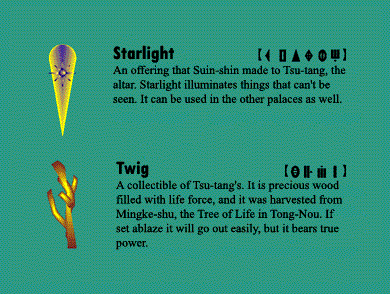 Starlight
An offering that Suin-shin made to Tsu-tang, the
altar. Starlight illuminates things that can't be
seen. It can be used in the other palaces as well.
Twig
A collectible of Tsu-tang's. It is precious wood
filled with life force, and it was harvested from
Mingke-shu, the Tree of Life in Tong-Nou. If
set ablaze it will go out easily, but it bears true
power.